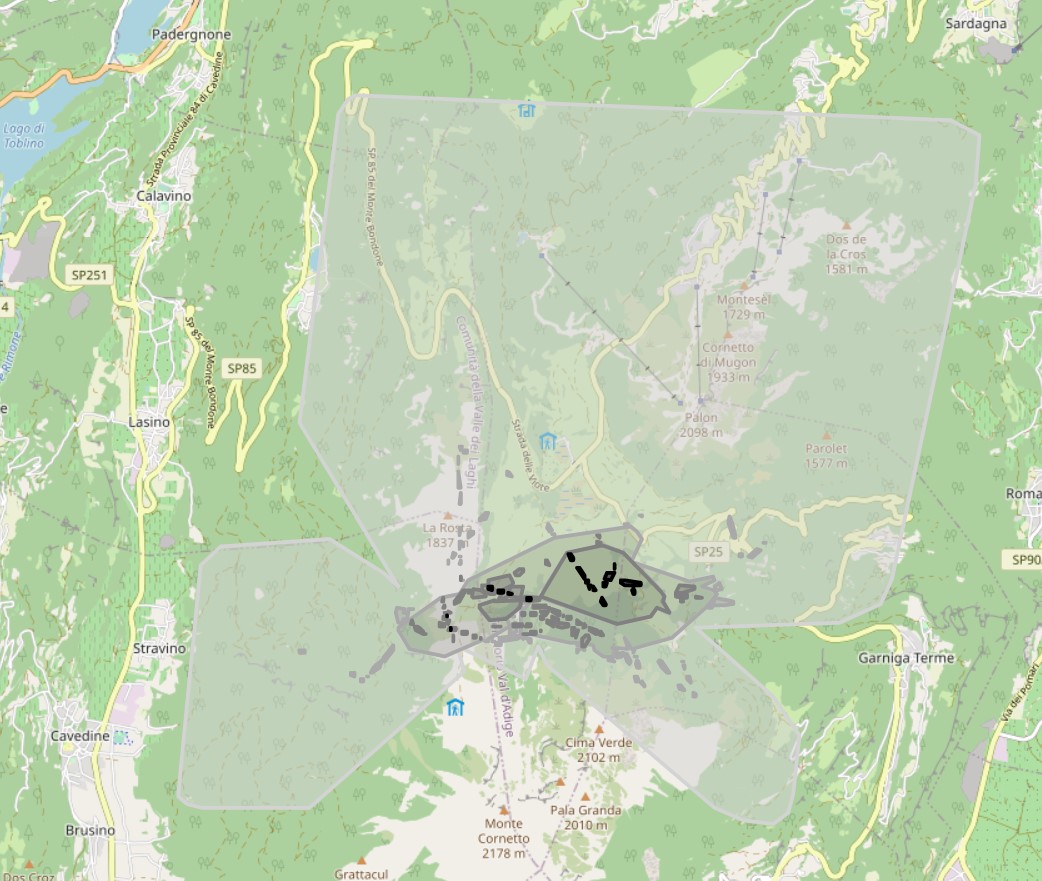 Sardagna
Padergnone
Strada Provinciale 84 di Cavedine
Lago di
Toblino
SP 85 del Monte Bondone
Calavino
Dos de
la Cros
1581 m
SP251
4
Montesèl
1729 m
SP 85 del Monte Bondone
Comunità della Valle dei Laghi
Cornetto
di Mugon
1933 m
SP85
Lasino
Palon
2098 m
Strada delle Viote
Parolet
1577 m
Roma
La Rosta
1837
SP25
SP90
Stravino
Garniga Terme
Val d'Adige
Via dei Pomari
Cavedine
Cima Verde
2102 m
Pala Granda
2010 m
Brusino
Monte
Cornetto
2178 m
Grattacul
Dos Croz